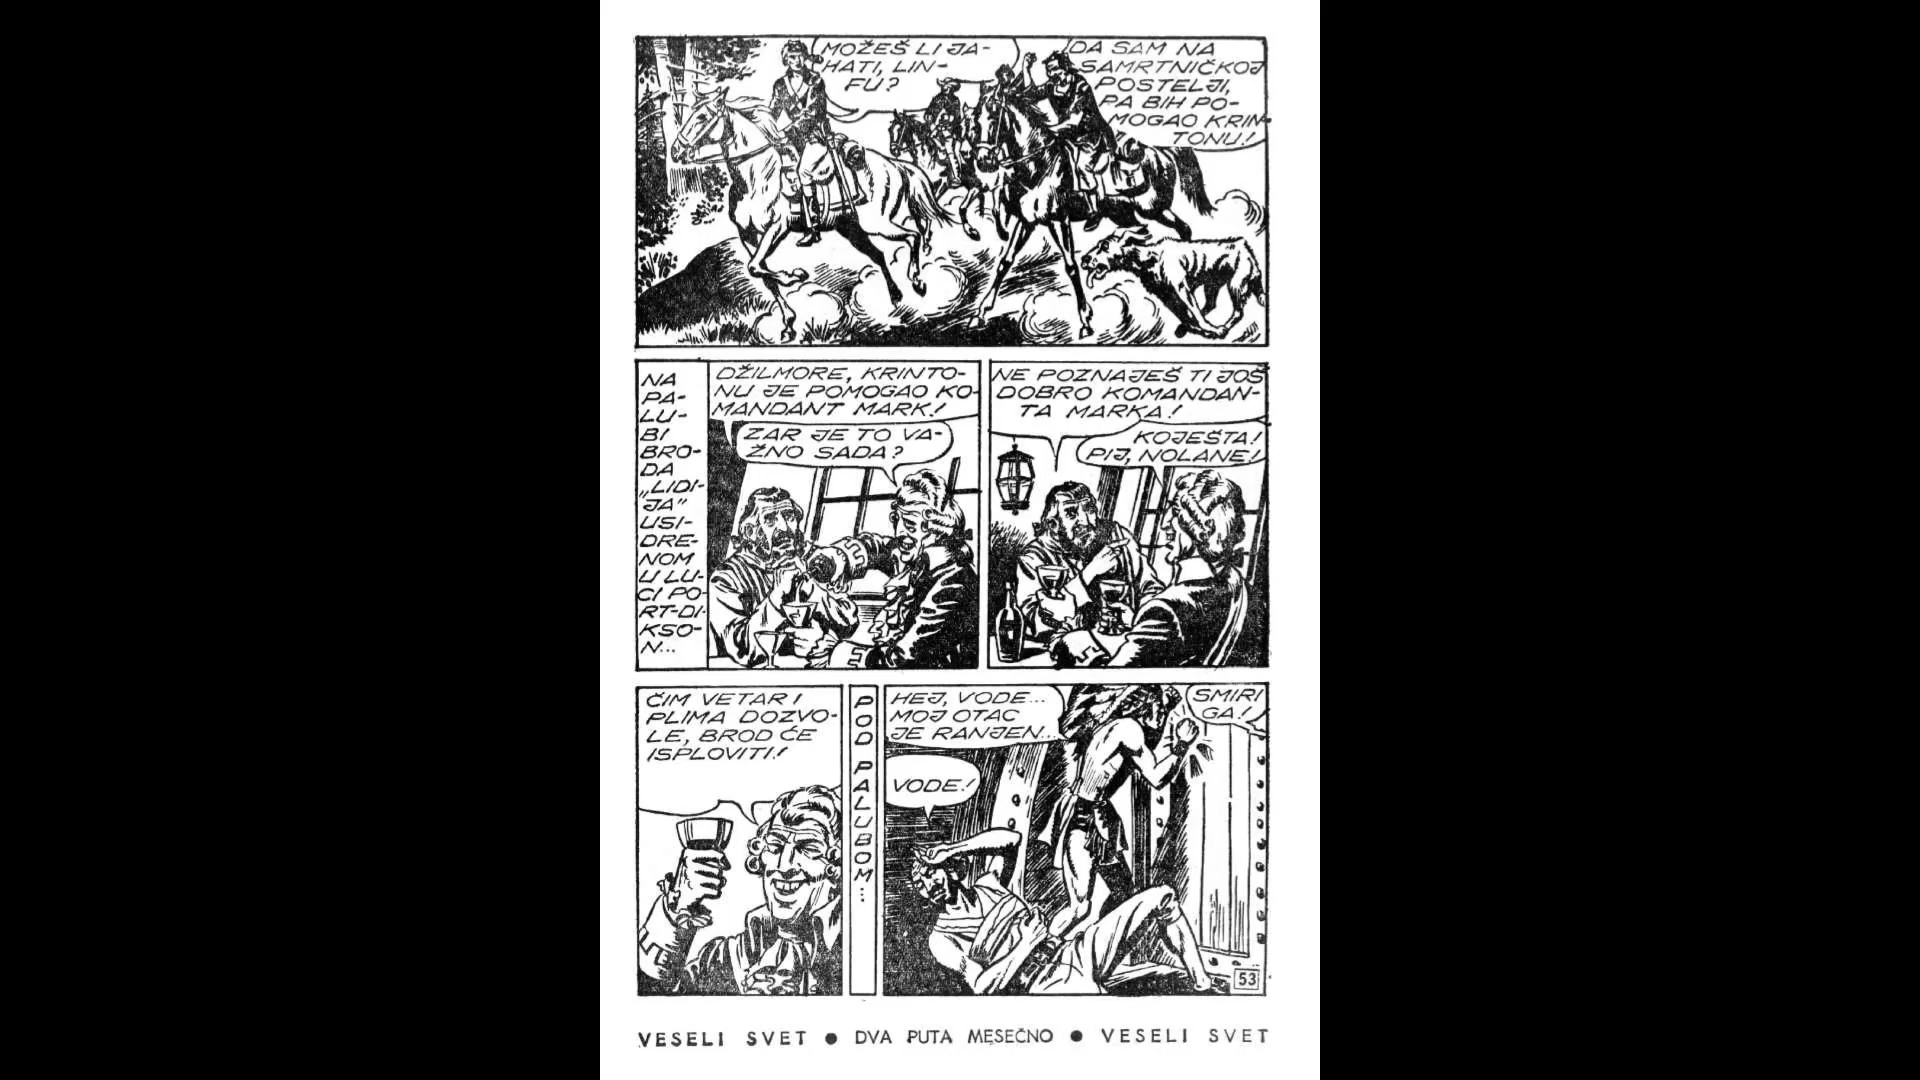 MOŽEŠ LI JA-
HATI, LIN-
FU?
DA SAM NA
SAMRTNIČKOJ
POSTELJI,
PA BIH PO-
MOGAO KRIN-
TONU!
NA
PA-
LU-
BI
BRO-
DA
„LIDI-
JA”
USI-
DRE-
NOM
U LU-
CI PO-
RT-DI-
KSO-
N...
DŽILMORE, KRINTO-
NU JE POMOGAO KO-
MANDANT MARK!
ZAR JE TO VA-
ŽNO SADA?
NE POZNAJEŠ TI JOŠ
DOBRO KOMANDAN-
TA MARKA!
KOJEŠTA!
PIJ, NOLANE!
ČIM VETAR I
PLIMA DOZVO-
LE, BROD ĆE
ISPLOVITI!
POD PALUBOM...
HEJ, VODE...
MOJ OTAC
JE RANJEN...
SMIRI
GA!
VODE!
53
VESELI SVET ● DVA PUTA MESEČNO ● VESELI SVET